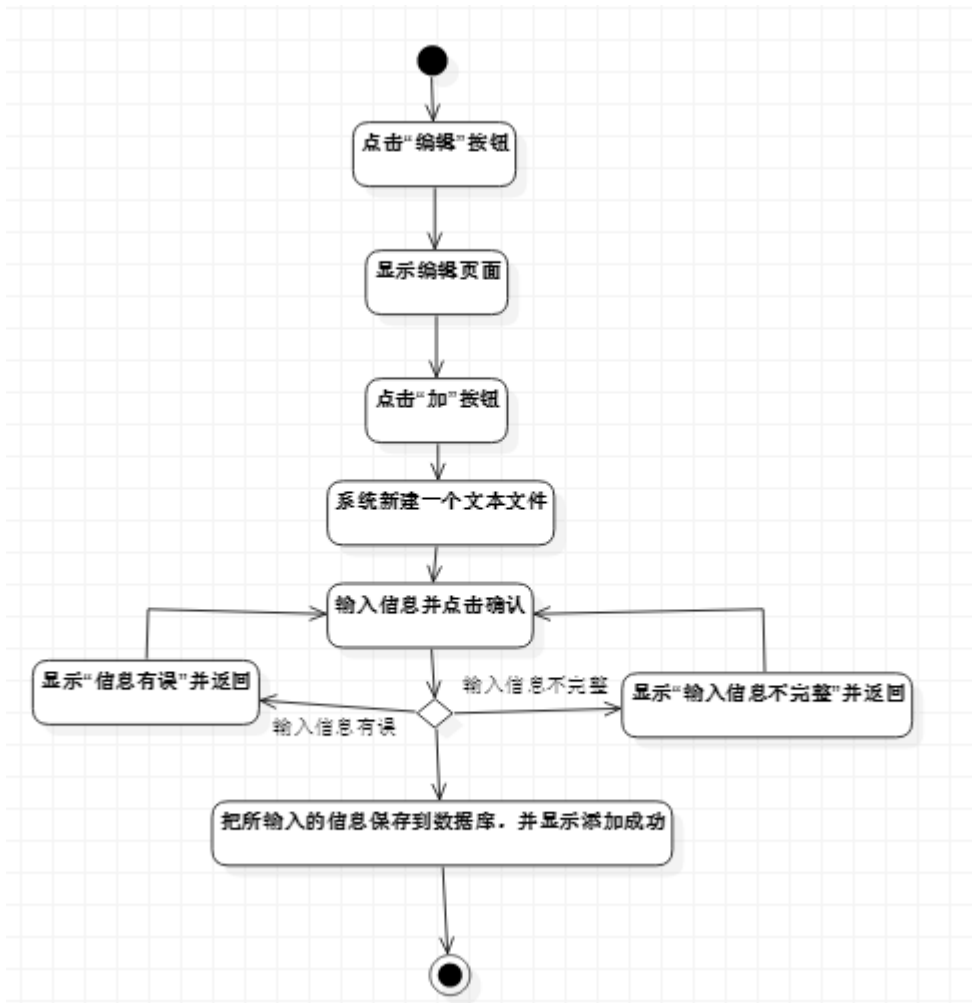 点击“编辑”按钮
显示编辑页面
点击“加”按钮
系统新建一个文本文件
输入信息并点击确认
显示“信息有误”并返回
输入信息不完整
显示“输入信息不完整”并返回
输入信息有误
把所输入的信息保存到数据库．并显示添加成功